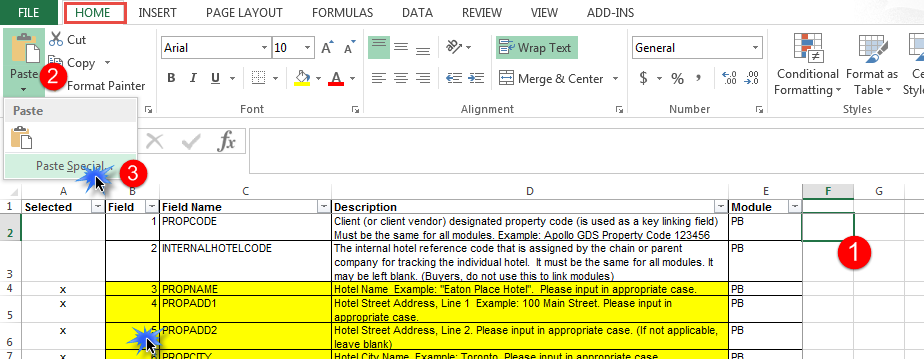 FILE HOME INSERT PAGE LAYOUT FORMULAS DATA REVIEW VIEW ADD-INS
Cut
Copy
Format Painter
Paste
2
Arial 10
A A
B I U A
Font
Wrap Text
Merge & Center
Alignment
General
$ % , .00
Number
Conditional Formatting
Format as Table
Styles
Paste
Paste Special...
3
fx
A B C D E F G
1 Selected Field Field Name Description Module
2 1 PROPCODE Client (or client vendor) designated property code (is used as a key linking field) PB
Must be the same for all modules. Example: Apollo GDS Property Code 123456
1
3 2 INTERNALHOTELCODE The internal hotel reference code that is assigned by the chain or parent PB
company for tracking the individual hotel. It must be the same for all modules. It
may be left blank. (Buyers, do not use this to link modules)
4 x 3 PROPNAME Hotel Name Example: "Eaton Place Hotel". Please input in appropriate case. PB
5 x 4 PROPADD1 Hotel Street Address, Line 1 Example: 100 Main Street. Please input in PB
appropriate case.
6 x 5 PROPADD2 Hotel Street Address, Line 2. Please input in appropriate case. (If not applicable, PB
leave blank)
7 x PROPCITY Hotel City Name. Example: Toronto. Please input in appropriate case. PB